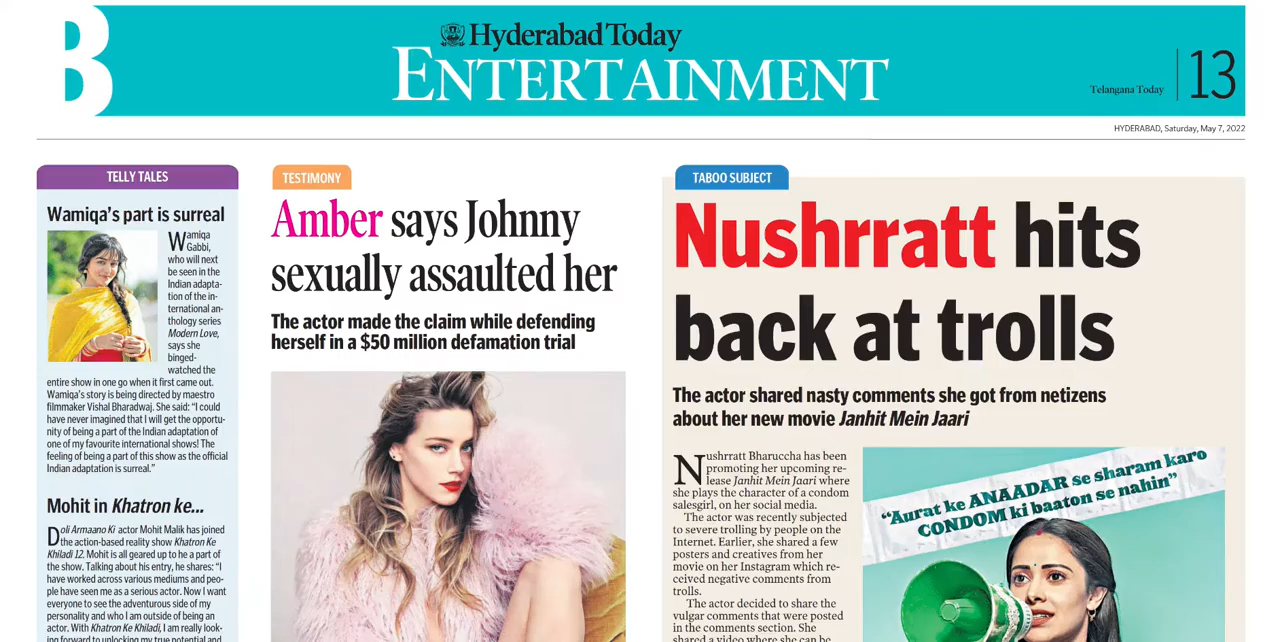 B
Hyderabad Today
ENTERTAINMENT
Telangana Today
13
HYDERABAD, Saturday, May 7, 2022
TELLY TALES
Wamiqa's part is surreal
Wamiqa
Gabbi,
who will next
be seen in the
Indian adapta-
tion of the in-
ternational an-
thology series
Modern Love,
says she
binged-
watched the
entire show in one go when it first came out.
Wamiqa's story is being directed by maestro
filmmaker Vishal Bharadwaj. She said: "I could
have never imagined that I will get the opportu-
nity of being a part of the Indian adaptation of
one of my favourite international shows! The
feeling of being a part of this show as the official
Indian adaptation is surreal."
Mohit in Khatron ke...
Doli Armaano Ki actor Mohit Malik has joined
the action-based reality show Khatron Ke
Khiladi 12. Mohit is all geared up to be a part of
the show. Talking about his entry, he shares: "I
have worked across various mediums and peo-
ple have seen me as a serious actor. Now I want
everyone to see the adventurous side of my
personality and who I am outside of being an
actor. With Khatron Ke Khiladi, I am really look-
ing forward to unlocking my true potential and
TESTIMONY
Amber says Johnny
sexually assaulted her
The actor made the claim while defending
herself in a $50 million defamation trial
TABOO SUBJECT
Nushrratt hits
back at trolls
The actor shared nasty comments she got from netizens
about her new movie Janhit Mein Jaari
Nushrratt Bharuccha has been
promoting her upcoming re-
lease Janhit Mein Jaari where
she plays the character of a condom
salesgirl, on her social media.
The actor was recently subjected
to severe trolling by people on the
Internet. Earlier, she shared a few
posts and creatives from her
movie on her Instagram which re-
ceived negative comments from
trolls.
The actor decided to share the
vulgar comments that were posted
in the comments section. She
shared a video where she can be
"Aurat ke ANAADAR se sharam karo
CONDOM ki baaton se nahin"